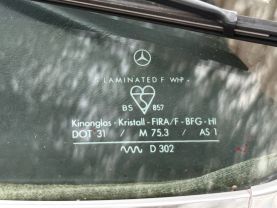 LAMINATED F WHP
BS 857
Kinonglas - Kristall - FIRA/F - BFG - HI
DOT 31 / M 75.3 / AS 1
D 302